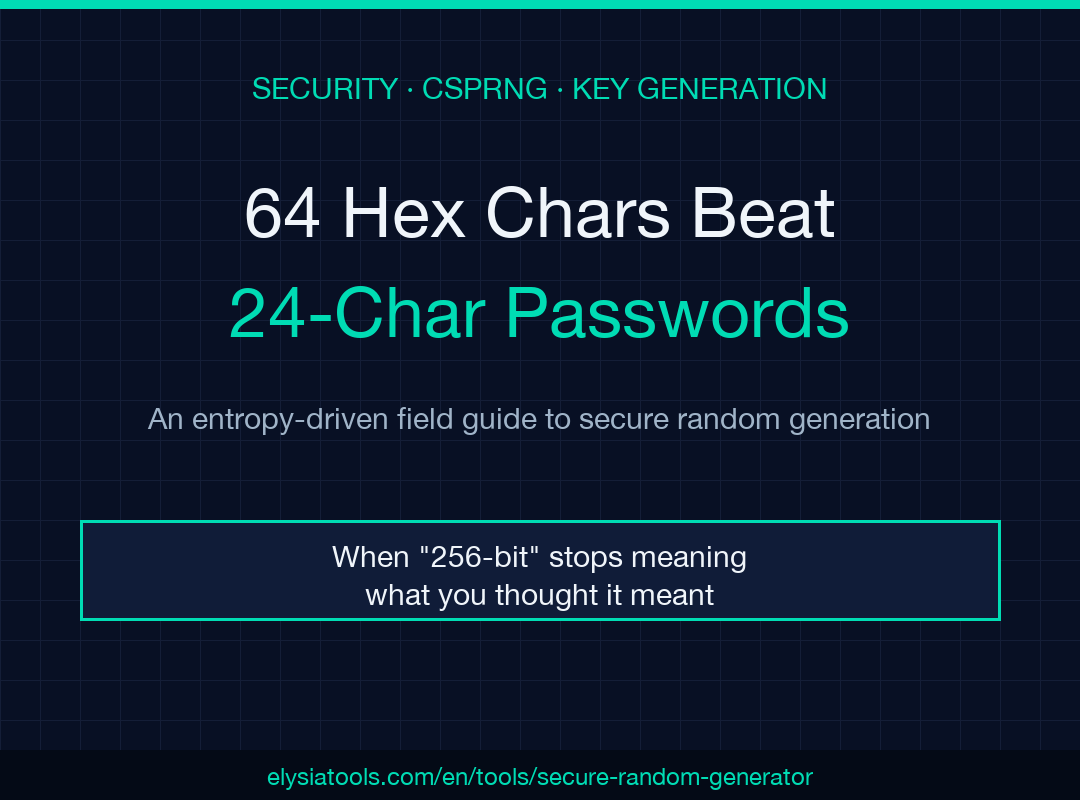 SECURITY · CSPRNG · KEY GENERATION
64 Hex Chars Beat
24-Char Passwords
An entropy-driven field guide to secure random generation
When "256-bit" stops meaning
what you thought it meant
elysiatools.com/en/tools/secure-random-generator